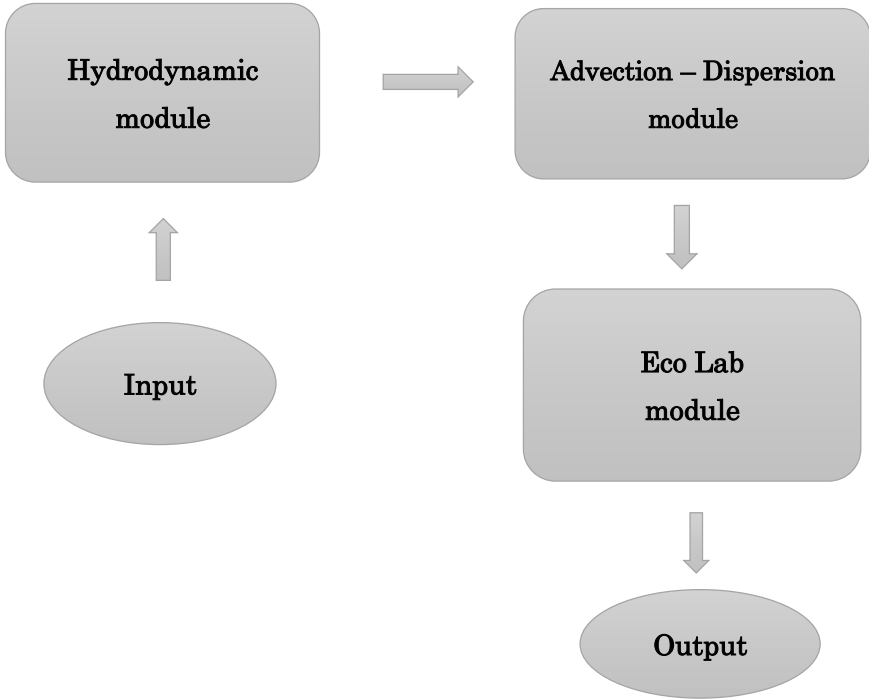 Hydrodynamic
module
Advection – Dispersion
module
Input
Eco Lab
module
Output